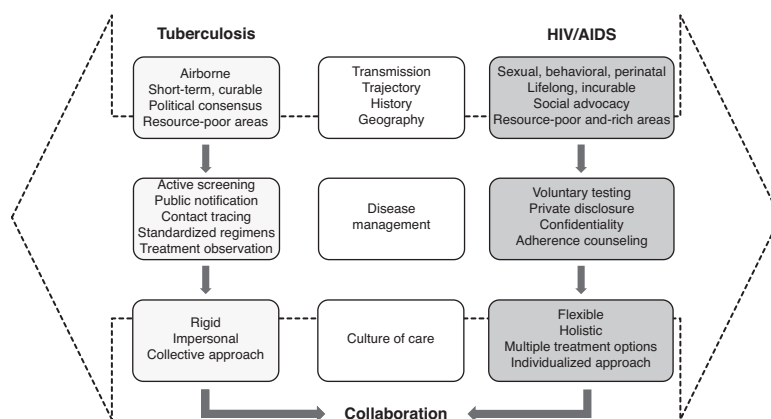 Tuberculosis
HIV/AIDS
Airborne
Short-term, curable
Political consensus
Resource-poor areas
Transmission
Trajectory
History
Geography
Sexual, behavioral, perinatal
Lifelong, incurable
Social advocacy
Resource-poor and-rich areas
Active screening
Public notification
Contact tracing
Standardized regimens
Treatment observation
Disease
management
Voluntary testing
Private disclosure
Confidentiality
Adherence counseling
Rigid
Impersonal
Collective approach
Culture of care
Flexible
Holistic
Multiple treatment options
Individualized approach
Collaboration